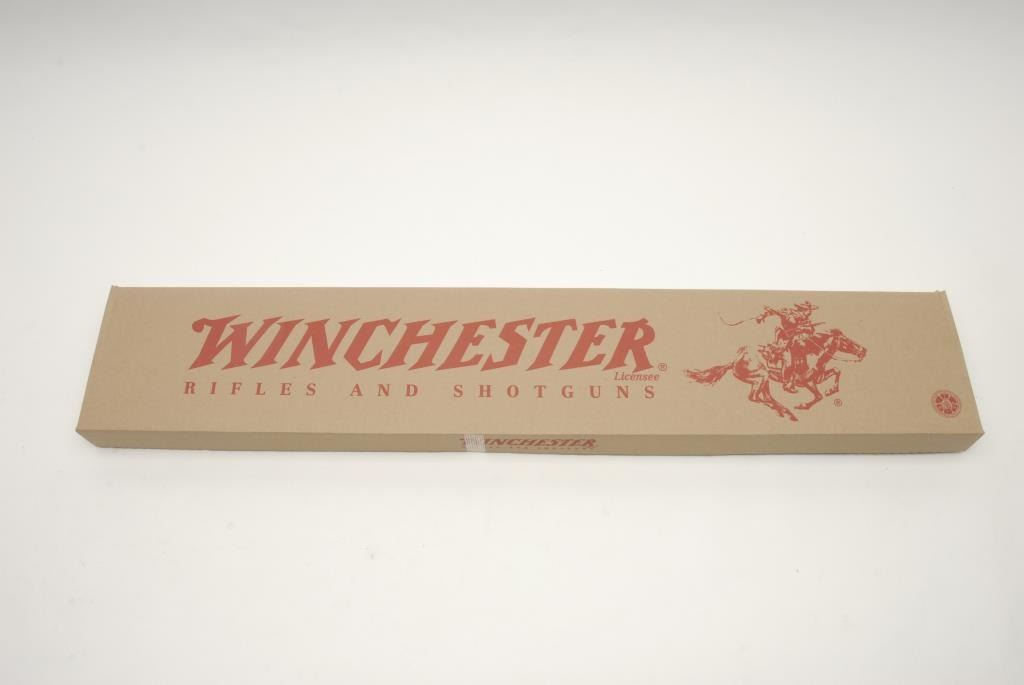 WINCHESTER®
Licensee
RIFLES AND SHOTGUNS
®
WINCHESTER